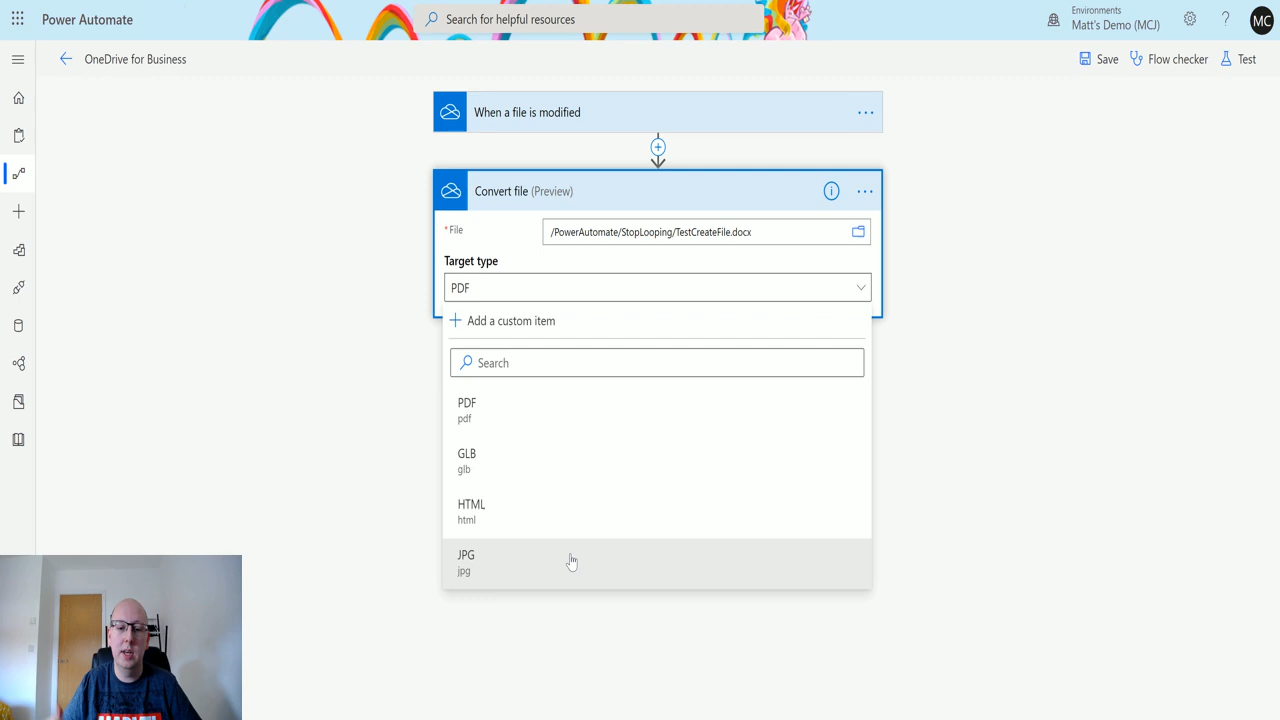 Power Automate
Search for helpful resources
Environments
Matt's Demo (MCJ)
?
MC
OneDrive for Business
Save
Flow checker
Test
When a file is modified
Convert file (Preview)
* File
/PowerAutomate/StopLooping/TestCreateFile.docx
Target type
PDF
Add a custom item
Search
PDF
pdf
GLB
glb
HTML
html
JPG
jpg